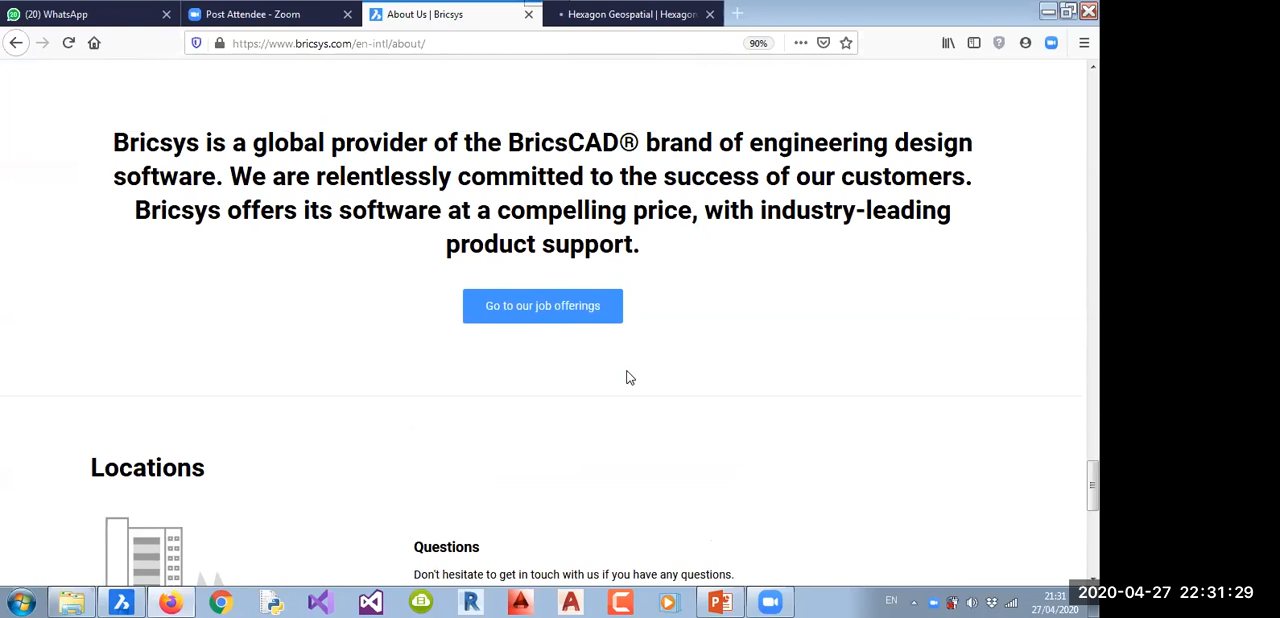 (20) WhatsApp
Post Attendee - Zoom
About Us | Bricsys
Hexagon Geospatial | Hexagon
https://www.bricsys.com/en-intl/about/
90%
Bricsys is a global provider of the BricsCAD® brand of engineering design
software. We are relentlessly committed to the success of our customers.
Bricsys offers its software at a compelling price, with industry-leading
product support.
Go to our job offerings
Locations
Questions
Don't hesitate to get in touch with us if you have any questions.
EN
21:31
27/04/2020
2020-04-27 22:31:29